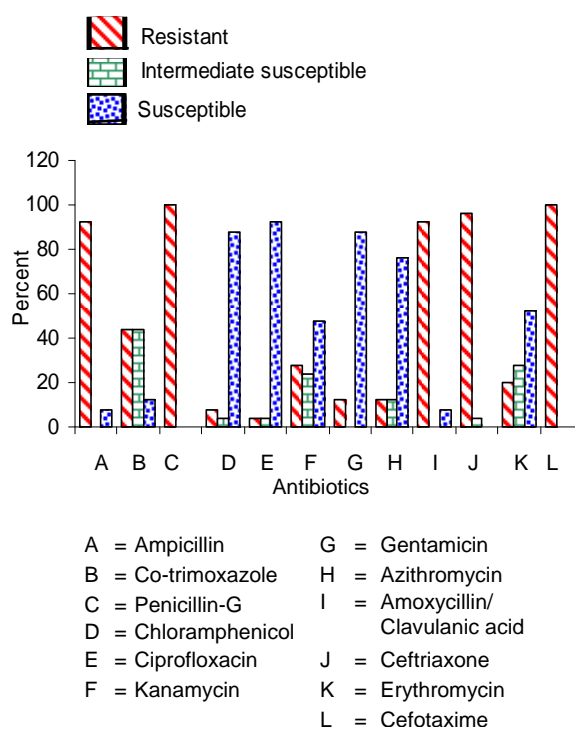 Resistant
Intermediate susceptible
Susceptible
120
100
80
60
40
20
0
Percent
A B C D E F G H I J K L
Antibiotics
A = Ampicillin
B = Co-trimoxazole
C = Penicillin-G
D = Chloramphenicol
E = Ciprofloxacin
F = Kanamycin
G = Gentamicin
H = Azithromycin
I = Amoxycillin/
Clavulanic acid
J = Ceftriaxone
K = Erythromycin
L = Cefotaxime